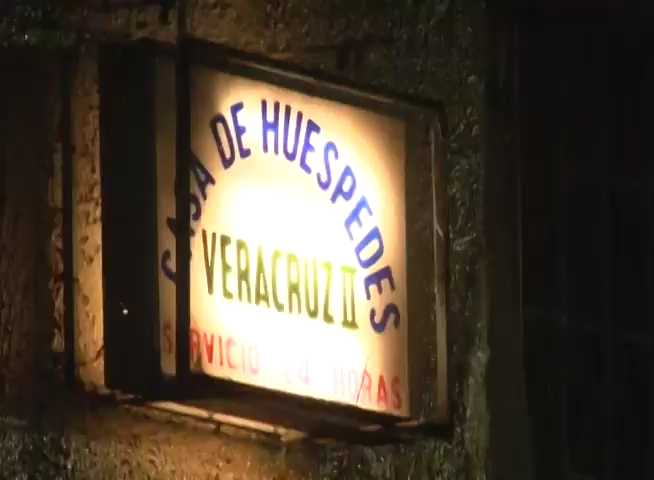 CASA DE HUESPEDES
VERACRUZ II
SERVICIO 24 HORAS